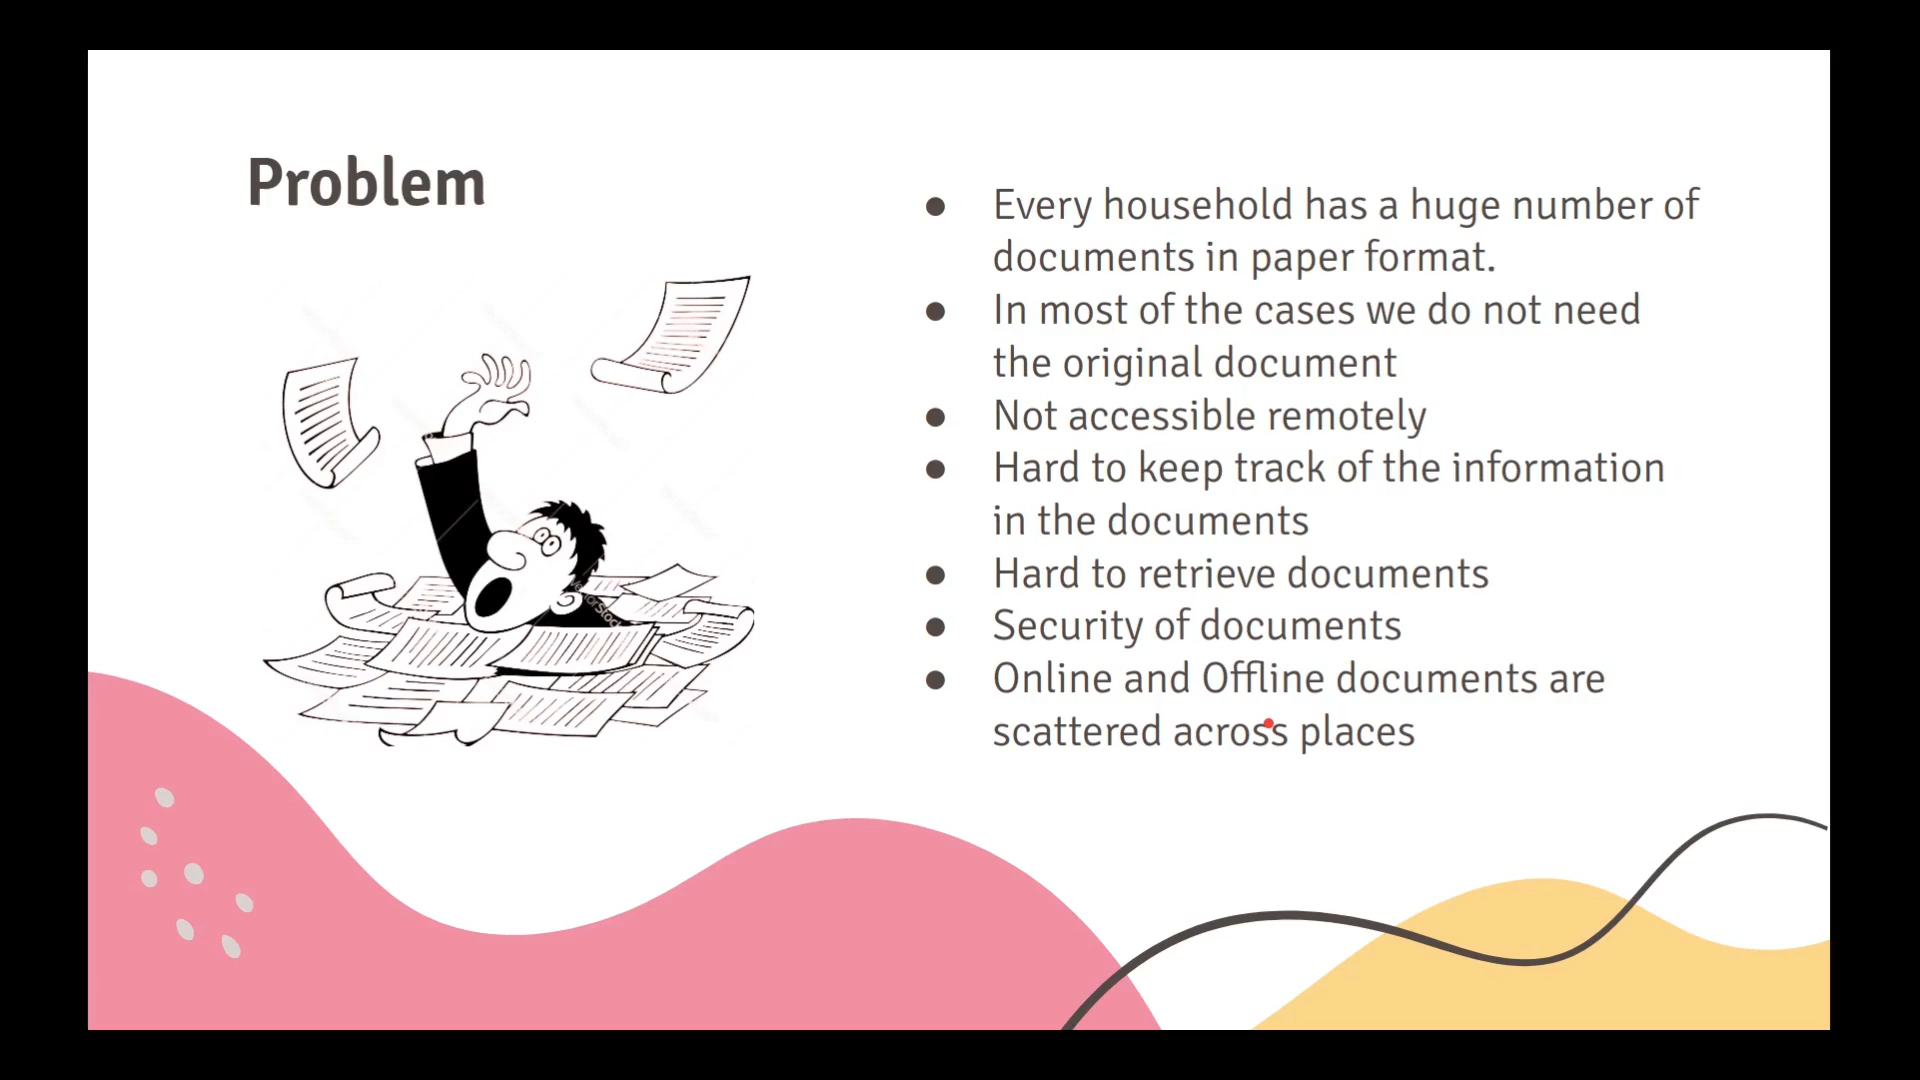 Problem
● Every household has a huge number of
documents in paper format.
● In most of the cases we do not need
the original document
● Not accessible remotely
● Hard to keep track of the information
in the documents
● Hard to retrieve documents
● Security of documents
● Online and Offline documents are
scattered across places